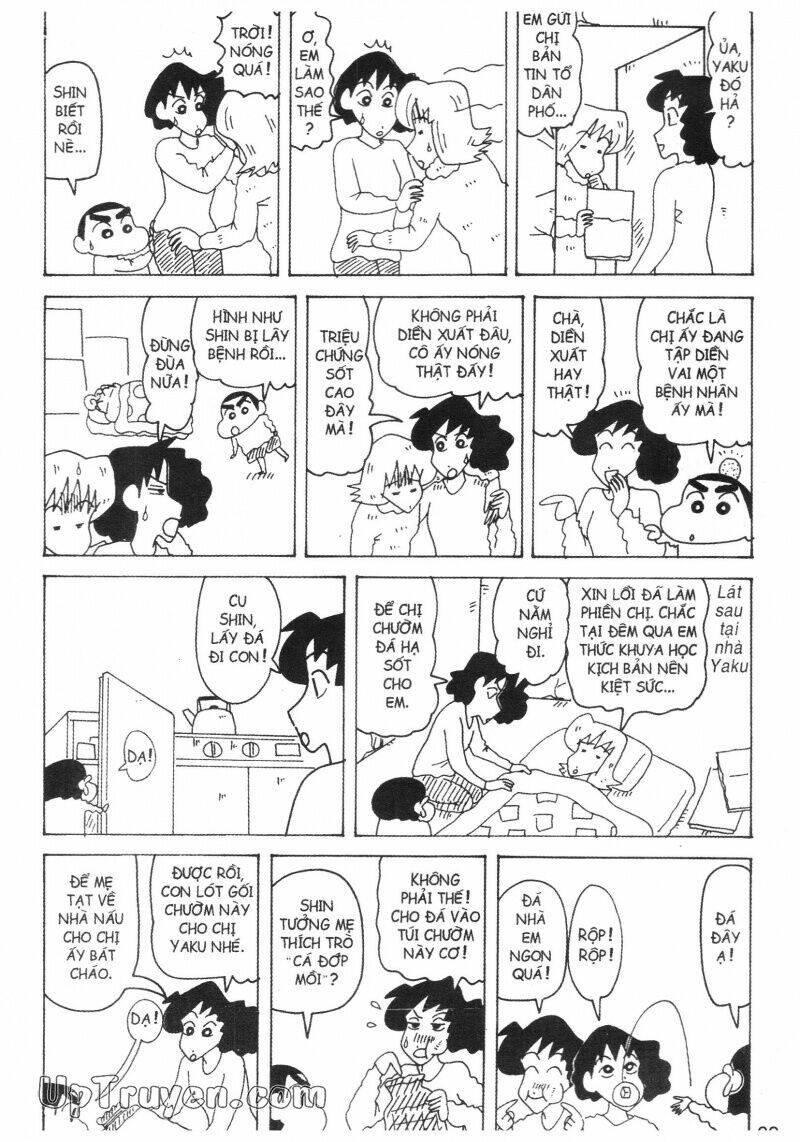 ỦA,
YAKU
ĐÓ
HẢ?
EM GỬI
CHỊ
BẢN
TIN TỔ
DÂN
PHỐ...
Ơ,
EM
LÀM
SAO
THẾ
?
TRỜI!
NÓNG
QUÁ!
SHIN
BIẾT
RỒI
NÈ...
CHẮC LÀ
CHỊ ẤY ĐANG
TẬP DIỄN
VAI MỘT
BỆNH NHÂN
ẤY MÀ!
CHÀ,
DIỄN
XUẤT
HAY
THẬT!
KHÔNG PHẢI
DIỄN XUẤT ĐÂU,
CÔ ẤY NÓNG
THẬT ĐẤY!
TRIỆU
CHỨNG
SỐT
CAO
ĐÂY
MÀ!
HÌNH NHƯ
SHIN BỊ LÂY
BỆNH RỒI...
ĐỪNG
ĐÙA
NỮA!
Lát
sau
tại
nhà
Yaku
XIN LỖI ĐÃ LÀM
PHIỀN CHỊ. CHẮC
TẠI ĐÊM QUA EM
THỨC KHUYA HỌC
KỊCH BẢN NÊN
KIỆT SỨC...
CỨ
NẰM
NGHỈ
ĐI.
ĐỂ CHỊ
CHƯỜM
ĐÁ HẠ
SỐT
CHO
EM.
CU
SHIN,
LẤY ĐÁ
ĐI CON!
DẠ!
ĐÁ
ĐÂY
Ạ!
RỘP!
RỘP!
ĐÁ
NHÀ
EM
NGON
QUÁ!
KHÔNG
PHẢI THẾ!
CHO ĐÁ VÀO
TÚI CHƯỜM
NÀY CƠ!
SHIN
TƯỞNG MẸ
THÍCH TRÒ
"CÁ ĐỚP
MỒI"?
ĐƯỢC RỒI,
CON LÓT GỐI
CHƯỜM NÀY
CHO CHỊ
YAKU NHÉ.
ĐỂ MẸ
TẠT VỀ
NHÀ NẤU
CHO CHỊ
ẤY BÁT
CHÁO.
DẠ!
UpTruyen.com